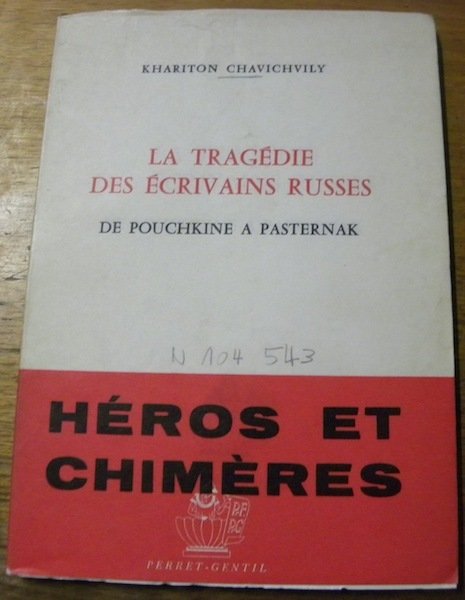 KHARITON CHAVICHVILY
LA TRAGÉDIE
DES ÉCRIVAINS RUSSES
DE POUCHKINE A PASTERNAK
N 104 543
HÉROS ET
CHIMÈRES
PERRET-GENTIL